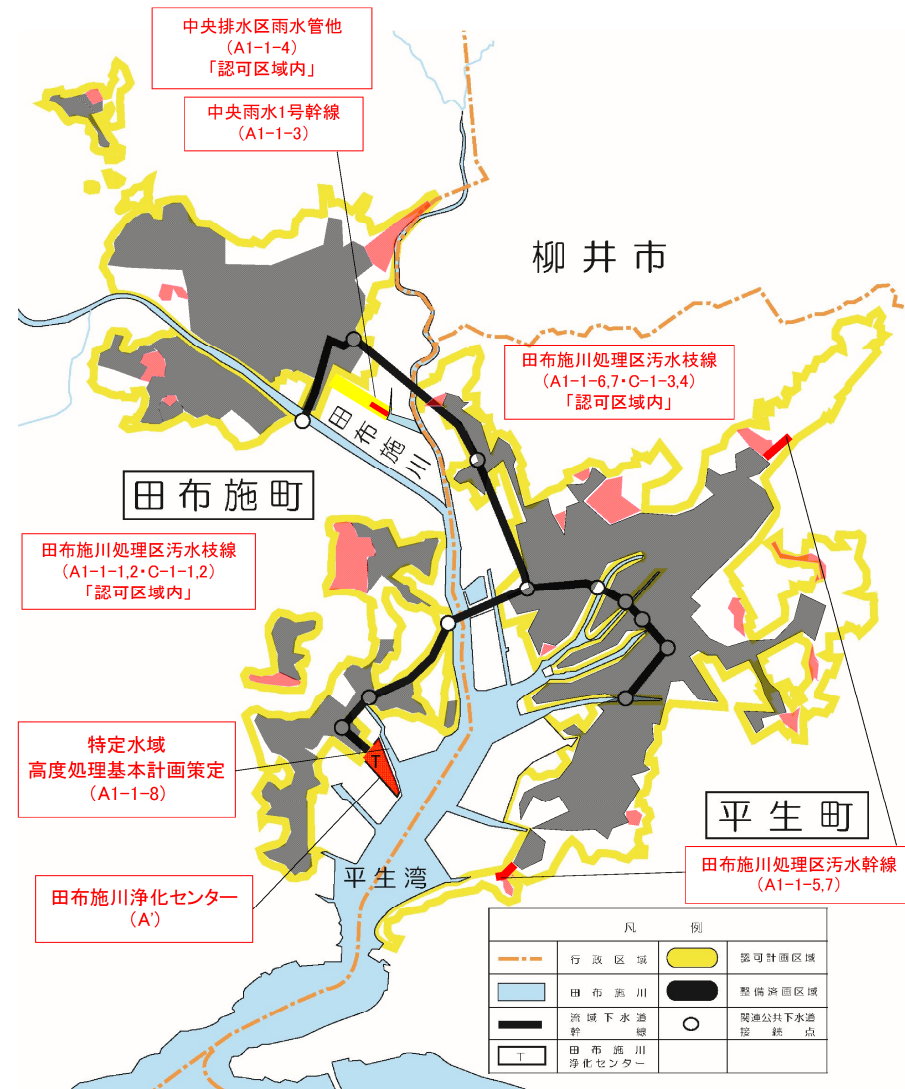 中央排水区雨水管他
（A1-1-4）
「認可区域内」
中央雨水1号幹線
（A1-1-3）
柳井市
田布施川処理区汚水枝線
（A1-1-6,7・C-1-3,4）
「認可区域内」
田布施川
田布施町
田布施川処理区汚水枝線
（A1-1-1,2・C-1-1,2）
「認可区域内」
特定水域
高度処理基本計画策定
（A1-1-8）
T
平生町
田布施川処理区汚水幹線
（A1-1-5,7）
平生湾
田布施川浄化センター
（A'）
凡例
行政区域
認可計画区域
田布施川
整備済面区域
流域下水道
幹線
関連公共下水道
接続点
T
田布施川
浄化センター